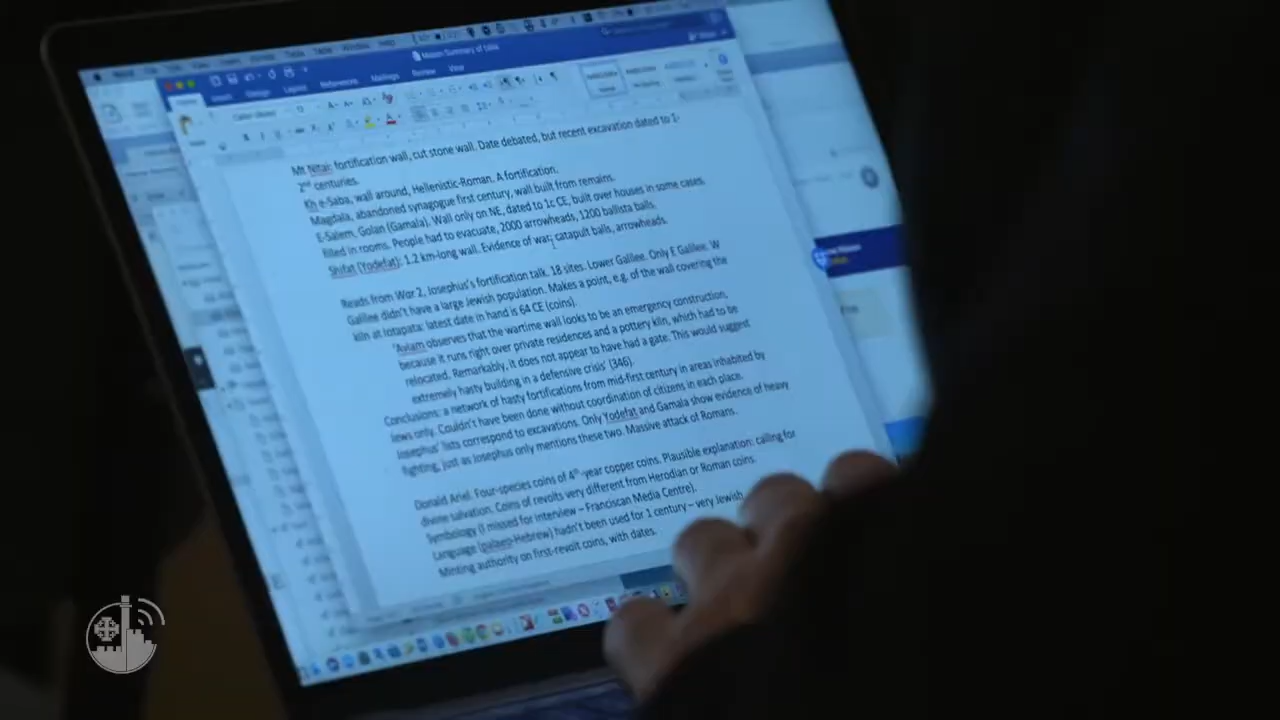 Mason Summary of talks
Insert Design Layout References Mailings Review View
Mt Nitai: fortification wall, cut stone wall. Date debated, but recent excavation dated to 1-
2nd centuries.
Kh e-Saba, wall around, Hellenistic-Roman. A fortification.
Magdala, abandoned synagogue first century, wall built from remains.
E-Salem, Golan (Gamala). Wall only on NE, dated to 1c CE, built over houses in some cases,
filled in rooms. People had to evacuate, 2000 arrowheads, 1200 ballista balls.
Shifat (Yodefat): 1.2 km-long wall. Evidence of war: catapult balls, arrowheads.
Reads from War 2, Josephus's fortification talk. 18 sites. Lower Galilee. Only E Galilee. W
Galilee didn't have a large Jewish population. Makes a point, e.g. of the wall covering the
kiln at Iotapata: latest date in hand is 64 CE (coins).
'Aviam observes that the wartime wall looks to be an emergency construction,
because it runs right over private residences and a pottery kiln, which had to be
relocated. Remarkably, it does not appear to have had a gate. This would suggest
extremely hasty building in a defensive crisis' (346).
Conclusions: a network of hasty fortifications from mid-first century in areas inhabited by
Jews only. Couldn't have been done without coordination of citizens in each place.
Josephus' lists correspond to excavations. Only Yodefat and Gamala show evidence of heavy
fighting, just as Josephus only mentions these two. Massive attack of Romans.
Donald Ariel. Four-species coins of 4th-year copper coins. Plausible explanation: calling for
divine salvation. Coins of revolts very different from Herodian or Roman coins.
Symbology (I missed for interview – Franciscan Media Centre).
Language (palaeo-Hebrew) hadn't been used for 1 century – very Jewish
Minting authority on first-revolt coins, with dates.